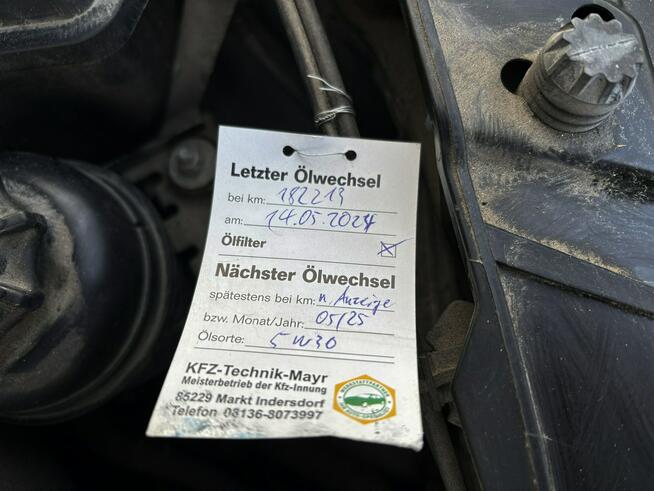 Letzter Ölwechsel
bei km: 182213
am: 14.05.2024
Ölfilter
Nächster Ölwechsel
spätestens bei km: n. Anzeige
bzw. Monat/Jahr: 05/25
Ölsorte: 5W30
KFZ-Technik-Mayr
Meisterbetrieb der Kfz-Innung
85229 Markt Indersdorf
Telefon 08136-8073997